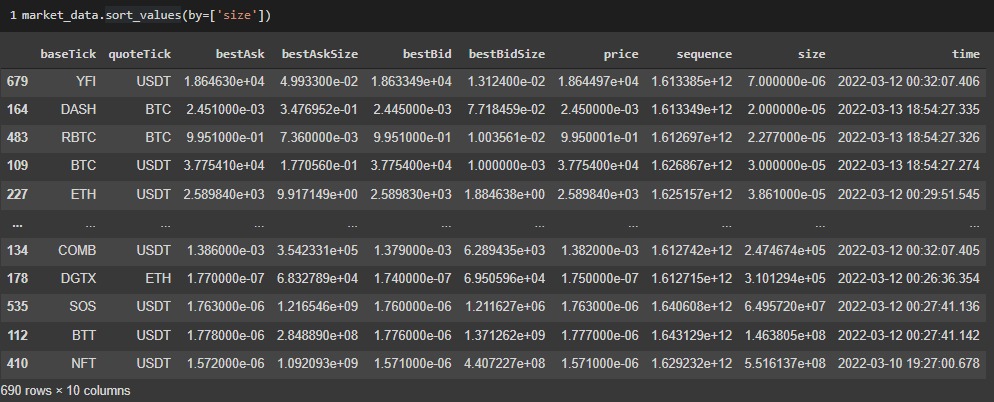 1 market_data.sort_values(by=['size'])
baseTick quoteTick bestAsk bestAskSize bestBid bestBidSize price sequence size time
679 YFI USDT 1.864630e+04 4.993300e-02 1.863349e+04 1.312400e-02 1.864497e+04 1.613385e+12 7.000000e-06 2022-03-12 00:32:07.406
164 DASH BTC 2.451000e-03 3.476952e-01 2.445000e-03 7.718459e-02 2.450000e-03 1.613349e+12 2.000000e-05 2022-03-13 18:54:27.335
483 RBTC BTC 9.951000e-01 7.360000e-03 9.951000e-01 1.003561e-02 9.950001e-01 1.612697e+12 2.277000e-05 2022-03-13 18:54:27.326
109 BTC USDT 3.775410e+04 1.770560e-01 3.775400e+04 1.000000e-03 3.775400e+04 1.626867e+12 3.000000e-05 2022-03-13 18:54:27.274
227 ETH USDT 2.589840e+03 9.917149e+00 2.589830e+03 1.884638e+00 2.589840e+03 1.625157e+12 3.861000e-05 2022-03-12 00:29:51.545
... ... ... ... ... ... ... ... ... ... ...
134 COMB USDT 1.386000e-03 3.542331e+05 1.379000e-03 6.289435e+03 1.382000e-03 1.612742e+12 2.474674e+05 2022-03-12 00:32:07.405
178 DGTX ETH 1.770000e-07 6.832789e+04 1.740000e-07 6.950594e+04 1.750000e-07 1.612715e+12 3.101294e+05 2022-03-12 00:26:36.354
535 SOS USDT 1.763000e-06 1.216546e+09 1.760000e-06 1.211627e+06 1.763000e-06 1.640608e+12 6.495720e+07 2022-03-12 00:27:41.136
112 BTT USDT 1.778000e-06 2.848890e+08 1.776000e-06 1.371262e+09 1.777000e-06 1.643129e+12 1.463805e+08 2022-03-12 00:27:41.142
410 NFT USDT 1.572000e-06 1.092093e+09 1.571000e-06 4.407227e+08 1.571000e-06 1.629232e+12 5.516137e+08 2022-03-10 19:27:00.678
690 rows × 10 columns